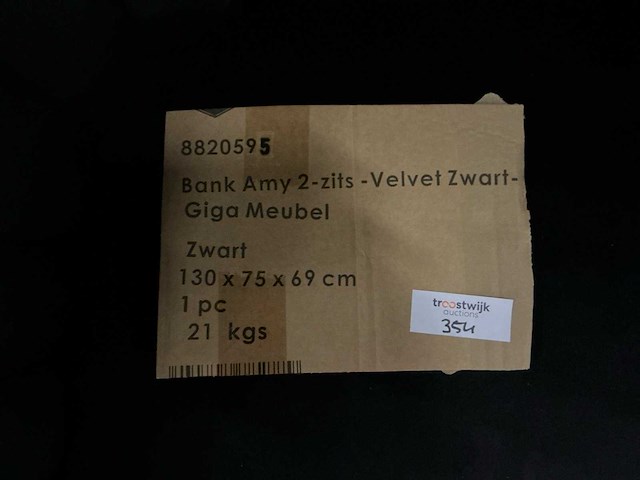 8820595
Bank Amy 2-zits -Velvet Zwart-
Giga Meubel
Zwart
130 x 75 x 69 cm
1 pc
21 kgs
troostwijk
auctions
354